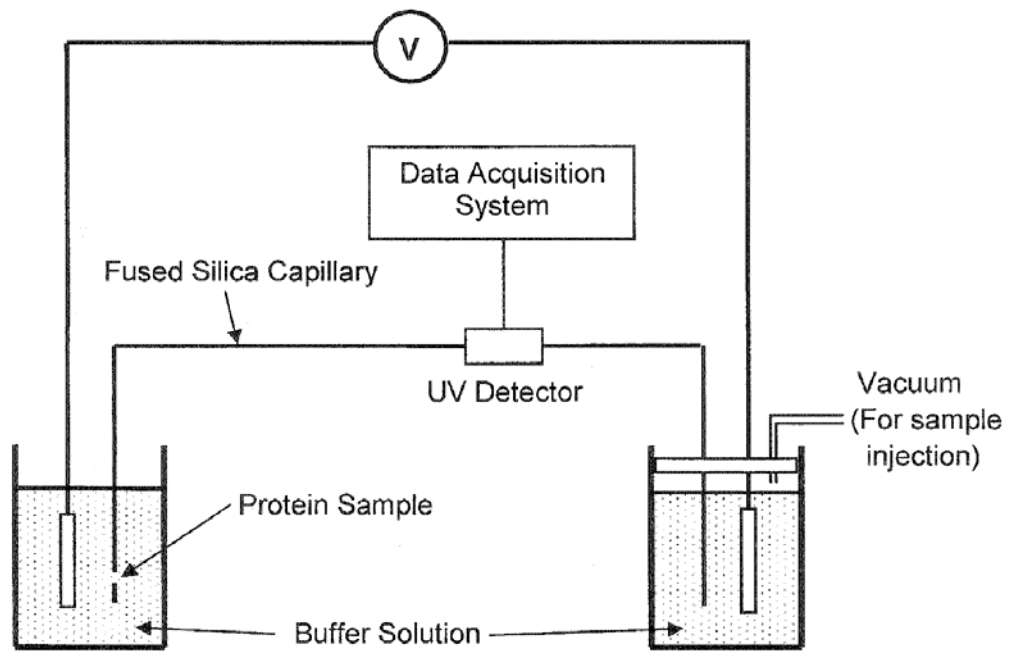 V
Data Acquisition
System
Fused Silica Capillary
UV Detector
Vacuum
(For sample
injection)
Protein Sample
Buffer Solution